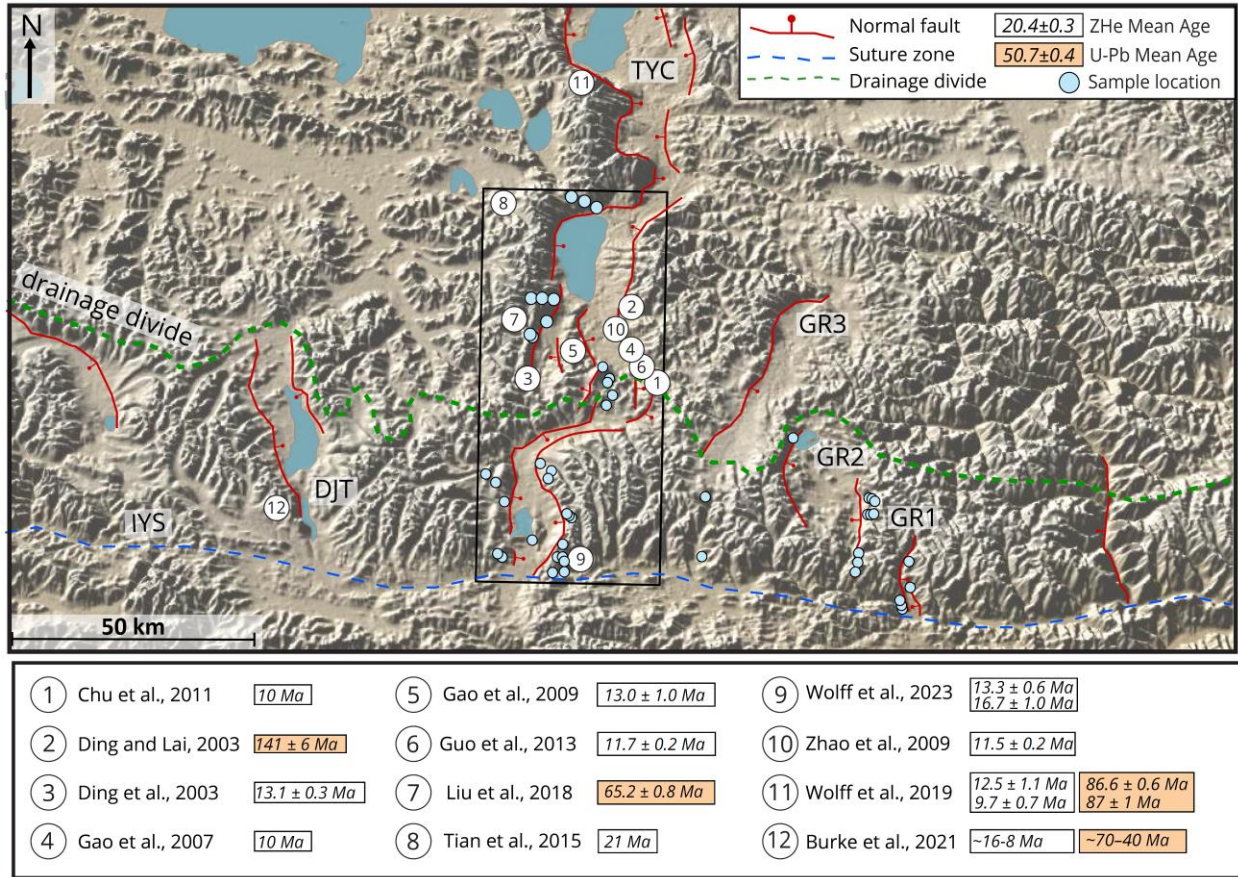 N
TYC
Normal fault
20.4±0.3 ZHe Mean Age
Suture zone
50.7±0.4 U-Pb Mean Age
Drainage divide
Sample location
11
8
drainage divide
7
2
10
5
4
3
6
1
GR3
GR2
12
DJT
GR1
IYS
9
50 km
1 Chu et al., 2011 10 Ma
2 Ding and Lai, 2003 141 ± 6 Ma
3 Ding et al., 2003 13.1 ± 0.3 Ma
4 Gao et al., 2007 10 Ma
5 Gao et al., 2009 13.0 ± 1.0 Ma
6 Guo et al., 2013 11.7 ± 0.2 Ma
7 Liu et al., 2018 65.2 ± 0.8 Ma
8 Tian et al., 2015 21 Ma
9 Wolff et al., 2023 13.3 ± 0.6 Ma
16.7 ± 1.0 Ma
10 Zhao et al., 2009 11.5 ± 0.2 Ma
11 Wolff et al., 2019 12.5 ± 1.1 Ma 86.6 ± 0.6 Ma
9.7 ± 0.7 Ma 87 ± 1 Ma
12 Burke et al., 2021 ~16-8 Ma ~70–40 Ma